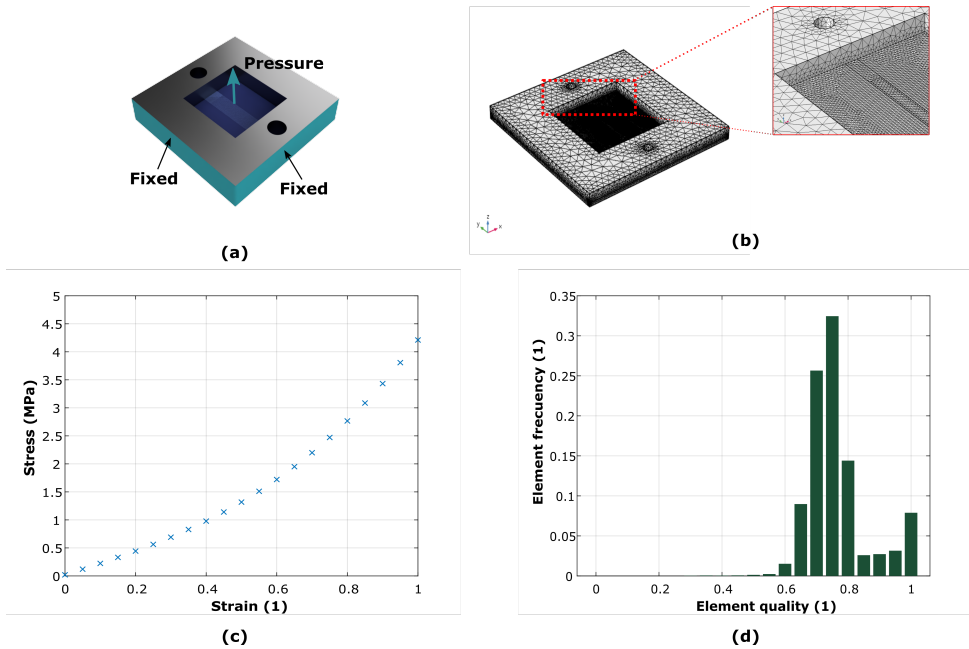 Pressure
Fixed
Fixed
(a)
z
y
x
(b)
5
4.5
4
3.5
3
2.5
2
1.5
1
0.5
0
0 0.2 0.4 0.6 0.8 1
Stress (MPa)
Strain (1)
(c)
0.35
0.3
0.25
0.2
0.15
0.1
0.05
0
0 0.2 0.4 0.6 0.8 1
Element frecuency (1)
Element quality (1)
(d)